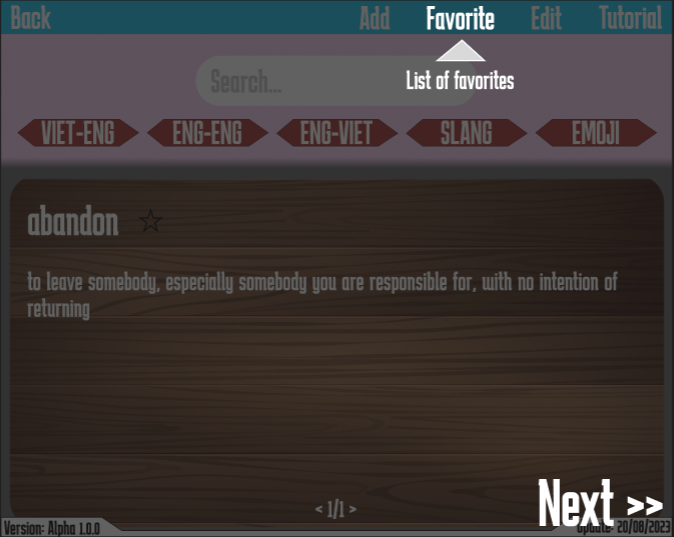 Back Add Favorite Edit Tutorial
List of favorites
Search...
VIET-ENG ENG-ENG ENG-VIET SLANG EMOJI
abandon
to leave somebody, especially somebody you are responsible for, with no intention of
returning
< 1/1 >
Next >>
Version: Alpha 1.0.0 Update: 20/08/2023